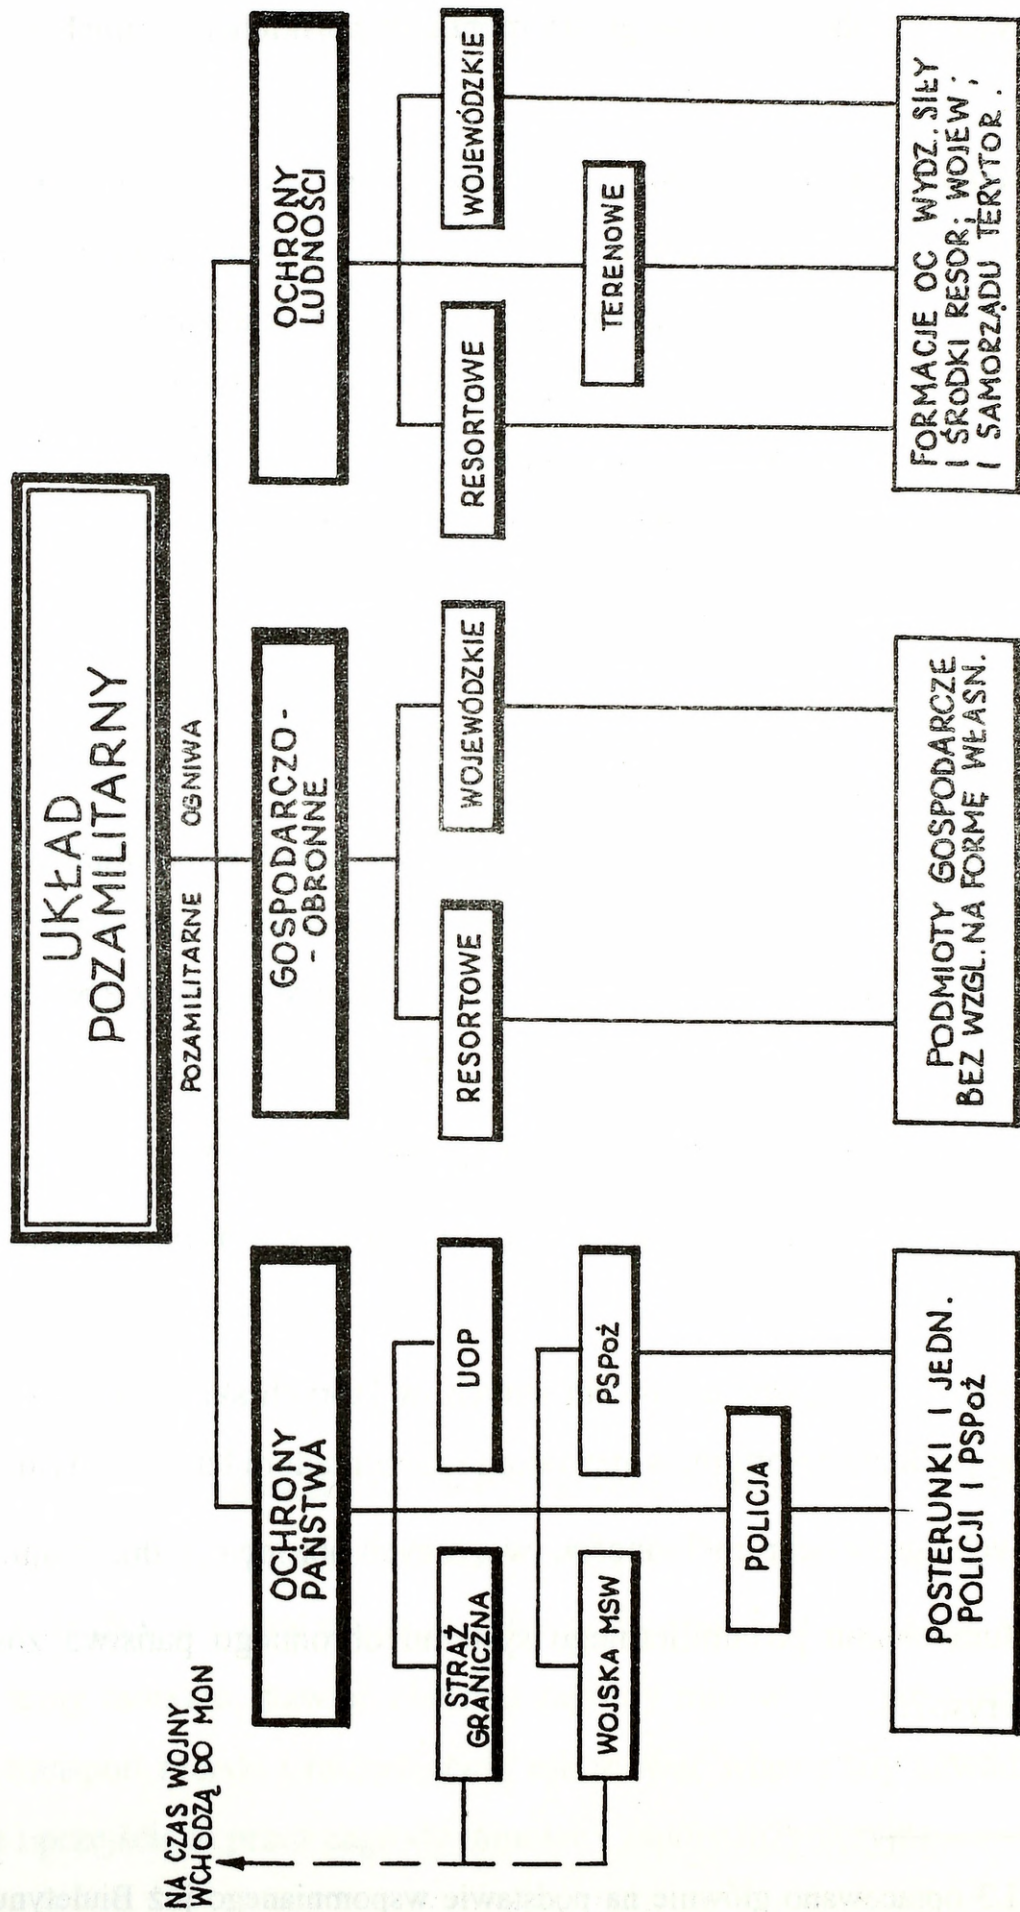 UKŁAD
POZAMILITARNY
POZAMILITARNE OGNIWA
NA CZAS WOJNY
WCHODZĄ DO MON
OCHRONY
PAŃSTWA
GOSPODARCZO-
- OBRONNE
OCHRONY
LUDNOŚCI
STRAŻ
GRANICZNA
UOP
RESORTOWE
WOJEWÓDZKIE
RESORTOWE
WOJEWÓDZKIE
WOJSKA MSW
PSPoż
TERENOWE
POLICJA
POSTERUNKI I JEDN.
POLICJI I PSPoż
PODMIOTY GOSPODARCZE
BEZ WZGL. NA FORMĘ WŁASN.
FORMACJE OC WYDZ. SIŁY
I ŚRODKI RESOR; WOJEW;
I SAMORZĄDU TERYTOR.